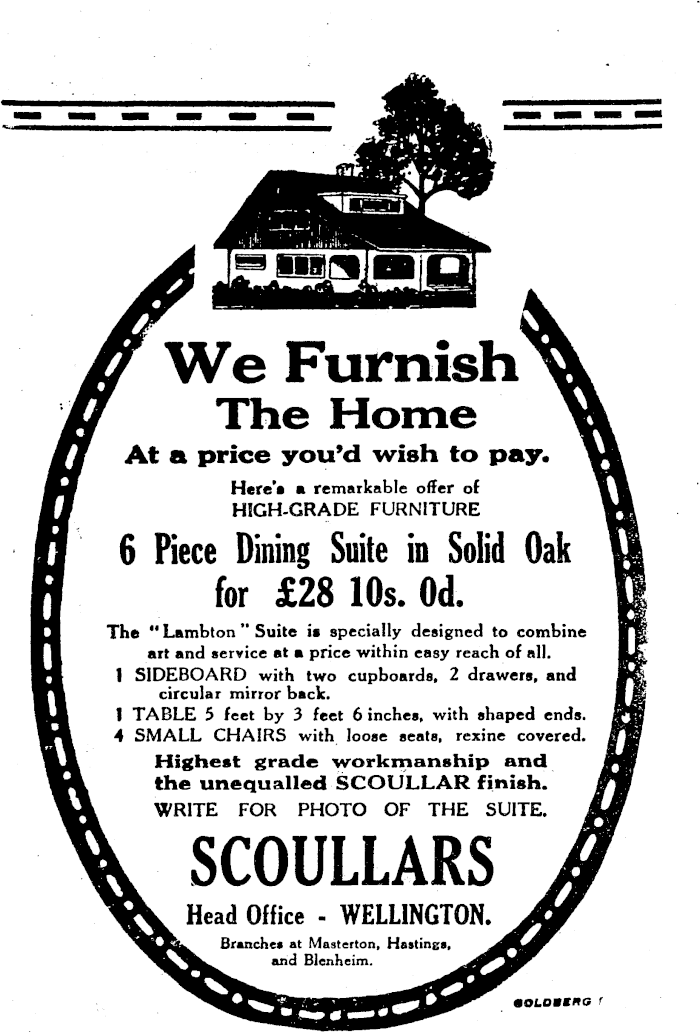 We Furnish
The Home
At a price you'd wish to pay.
Here's a remarkable offer of
HIGH-GRADE FURNITURE
6 Piece Dining Suite in Solid Oak
for £28 10s. 0d.
The "Lambton" Suite is specially designed to combine
art and service at a price within easy reach of all.
1 SIDEBOARD with two cupboards, 2 drawers, and
circular mirror back.
1 TABLE 5 feet by 3 feet 6 inches, with shaped ends.
4 SMALL CHAIRS with loose seats, rexine covered.
Highest grade workmanship and
the unequalled SCOULLAR finish.
WRITE FOR PHOTO OF THE SUITE.
SCOULLARS
Head Office - WELLINGTON.
Branches at Masterton, Hastings,
and Blenheim.
GOLDBERG